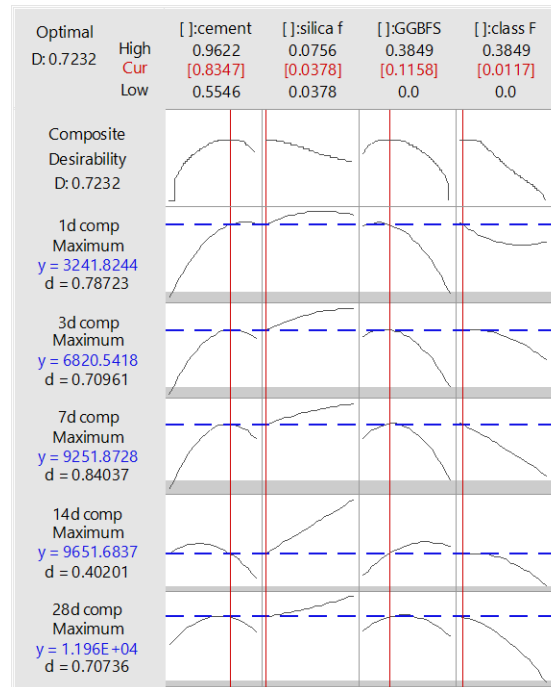 Optimal
D: 0.7232
High
Cur
Low
[ ]:cement
0.9622
[0.8347]
0.5546
[ ]:silica f
0.0756
[0.0378]
0.0378
[ ]:GGBFS
0.3849
[0.1158]
0.0
[ ]:class F
0.3849
[0.0117]
0.0
Composite
Desirability
D: 0.7232
1d comp
Maximum
y = 3241.8244
d = 0.78723
3d comp
Maximum
y = 6820.5418
d = 0.70961
7d comp
Maximum
y = 9251.8728
d = 0.84037
14d comp
Maximum
y = 9651.6837
d = 0.40201
28d comp
Maximum
y = 1.196E+04
d = 0.70736